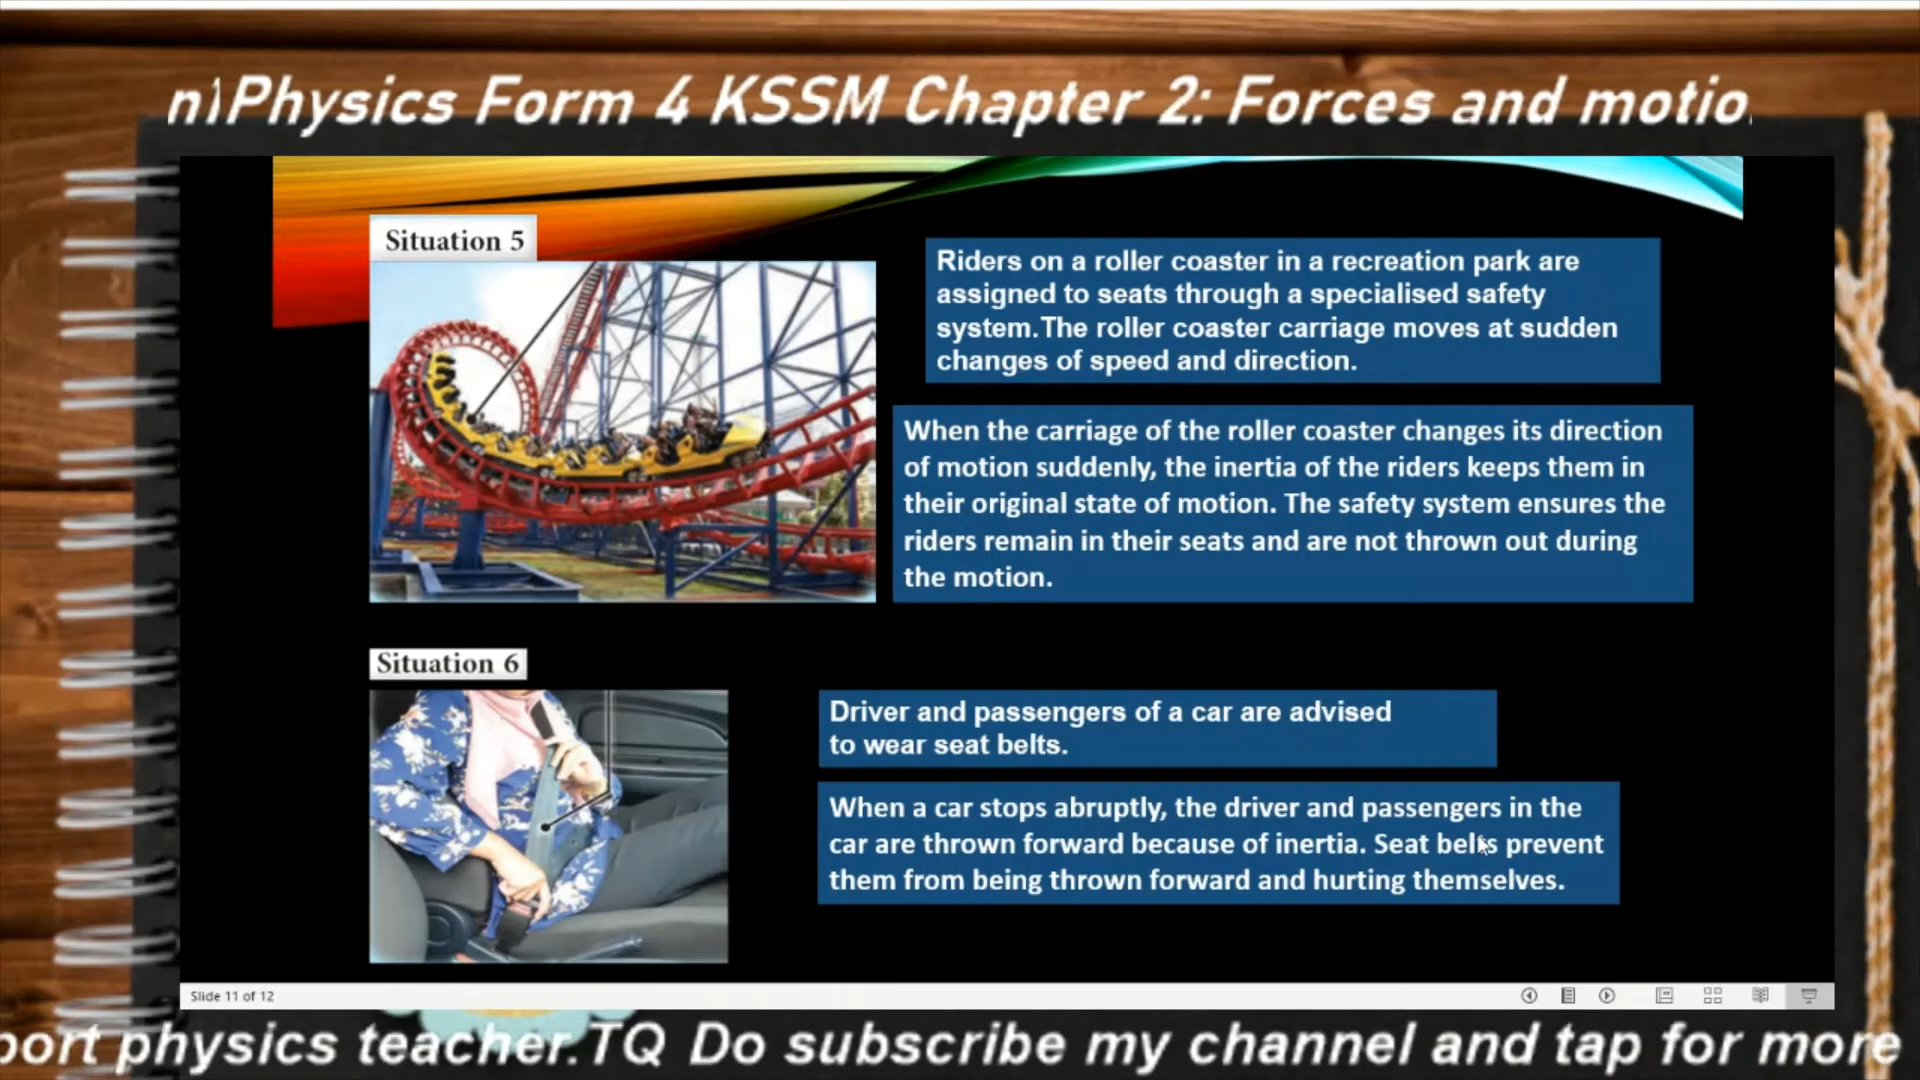 n) Physics Form 4 KSSM Chapter 2: Forces and motio
Situation 5
Riders on a roller coaster in a recreation park are
assigned to seats through a specialised safety
system.The roller coaster carriage moves at sudden
changes of speed and direction.
When the carriage of the roller coaster changes its direction
of motion suddenly, the inertia of the riders keeps them in
their original state of motion. The safety system ensures the
riders remain in their seats and are not thrown out during
the motion.
Situation 6
Driver and passengers of a car are advised
to wear seat belts.
When a car stops abruptly, the driver and passengers in the
car are thrown forward because of inertia. Seat belts prevent
them from being thrown forward and hurting themselves.
Slide 11 of 12
port physics teacher.TQ Do subscribe my channel and tap for more